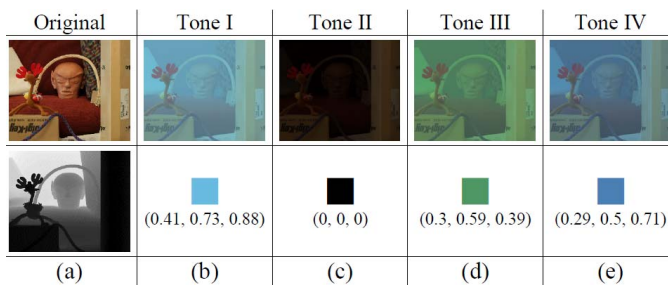 Original Tone I Tone II Tone III Tone IV
(0.41, 0.73, 0.88) (0, 0, 0) (0.3, 0.59, 0.39) (0.29, 0.5, 0.71)
(a) (b) (c) (d) (e)